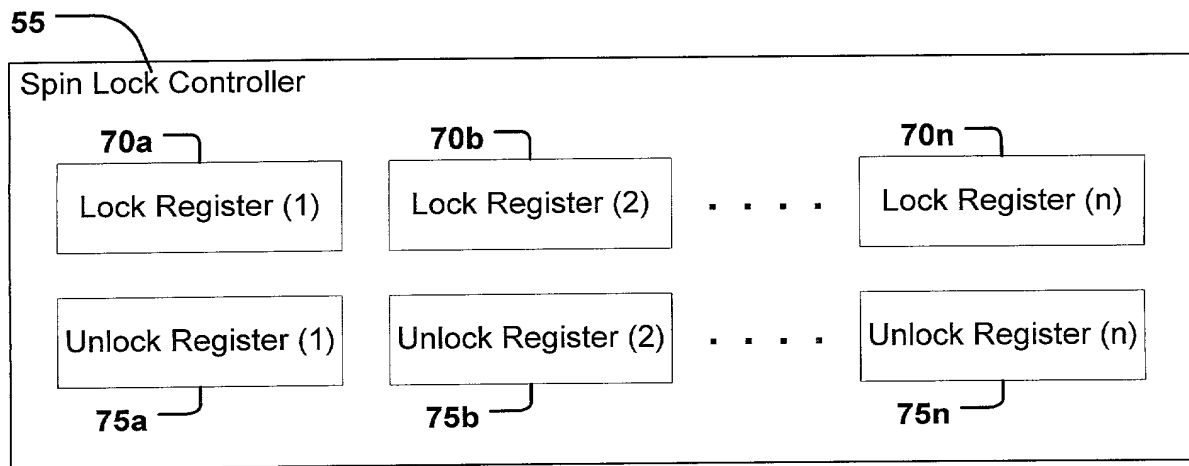 55
Spin Lock Controller
70a 70b 70n
Lock Register (1) Lock Register (2) . . . . Lock Register (n)
Unlock Register (1) Unlock Register (2) . . . . Unlock Register (n)
75a 75b 75n